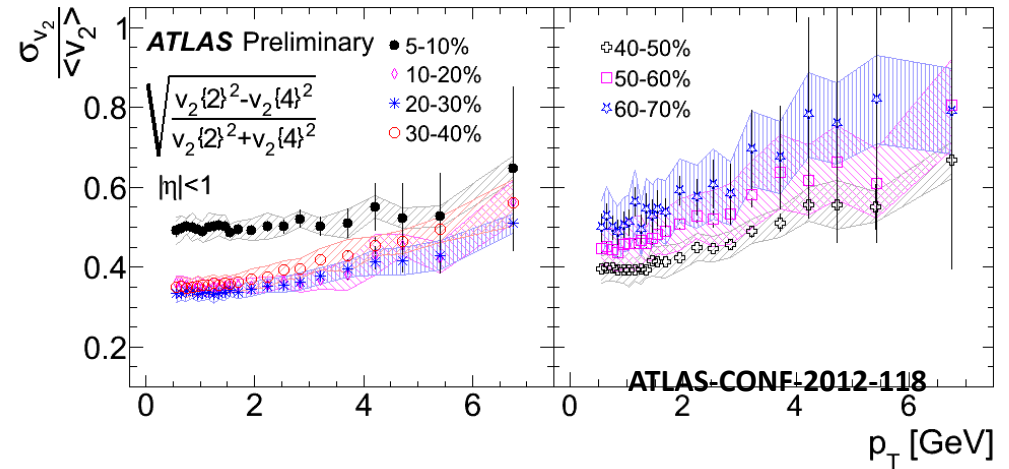 σv₂
<v₂>
ATLAS Preliminary
5-10%
10-20%
20-30%
30-40%
√ v₂{2}²-v₂{4}²
v₂{2}²+v₂{4}²
|η|<1
40-50%
50-60%
60-70%
1
0.8
0.6
0.4
0.2
ATLAS-CONF-2012-118
0 2 4 6 0 2 4 6
p_T [GeV]